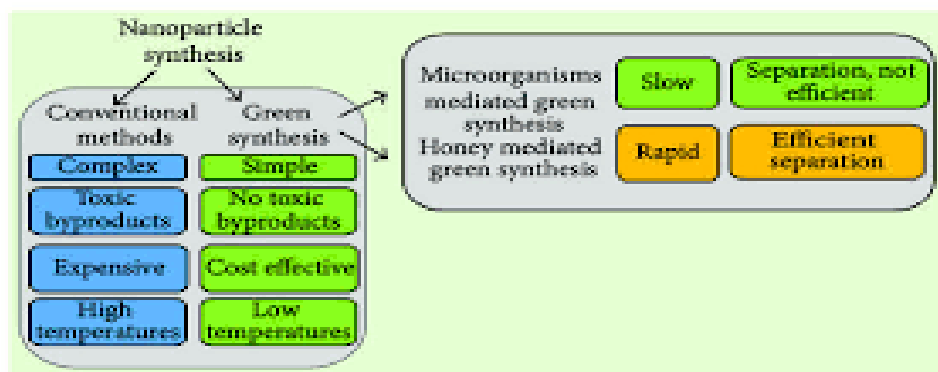 Nanoparticle
synthesis
Conventional
methods
Green
synthesis
Complex
Simple
Toxic
byproducts
No toxic
byproducts
Expensive
Cost effective
High
temperatures
Low
temperatures
Microorganisms
mediated green
synthesis
Slow
Separation, not
efficient
Honey mediated
green synthesis
Rapid
Efficient
separation